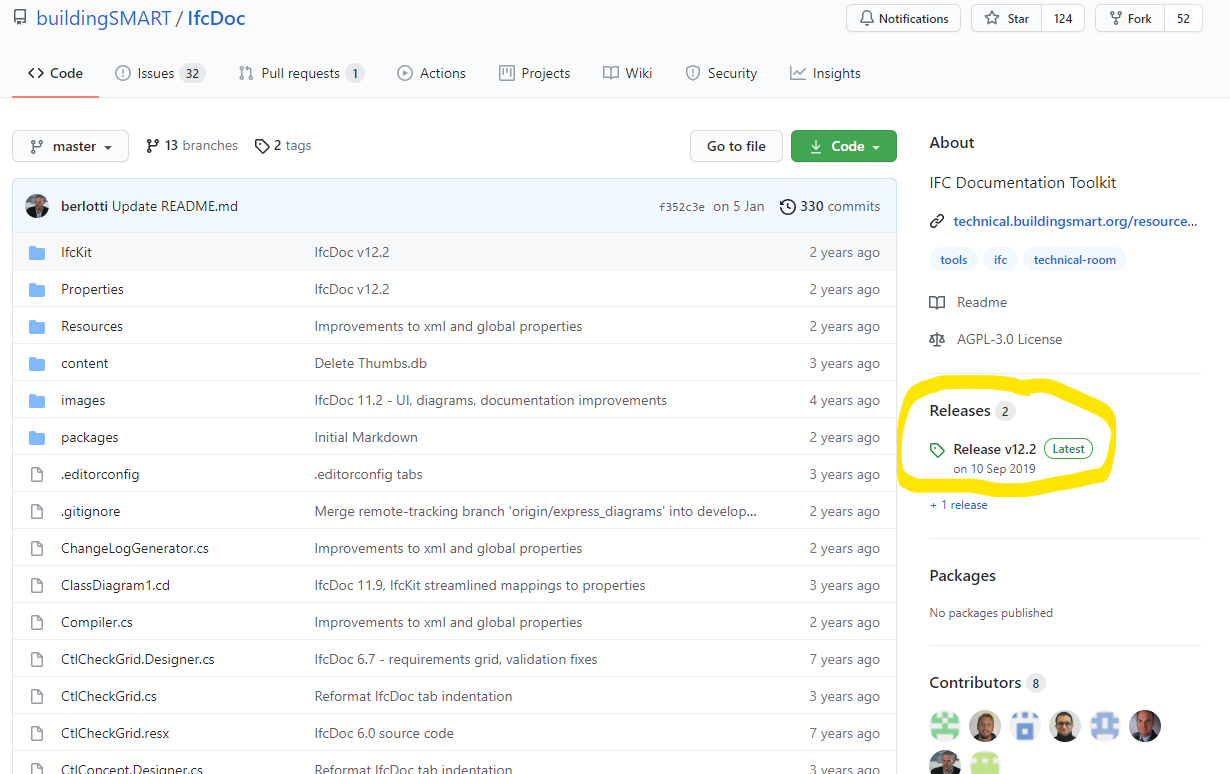 buildingSMART / IfcDoc
Notifications Star 124 Fork 52
Code Issues 32 Pull requests 1 Actions Projects Wiki Security Insights
master 13 branches 2 tags Go to file Code
berlotti Update README.md f352c3e on 5 Jan 330 commits
IfcKit IfcDoc v12.2 2 years ago
Properties IfcDoc v12.2 2 years ago
Resources Improvements to xml and global properties 2 years ago
content Delete Thumbs.db 3 years ago
images IfcDoc 11.2 - UI, diagrams, documentation improvements 4 years ago
packages Initial Markdown 2 years ago
.editorconfig .editorconfig tabs 3 years ago
.gitignore Merge remote-tracking branch 'origin/express_diagrams' into develop... 2 years ago
ChangeLogGenerator.cs Improvements to xml and global properties 2 years ago
ClassDiagram1.cd IfcDoc 11.9, IfcKit streamlined mappings to properties 3 years ago
Compiler.cs Improvements to xml and global properties 2 years ago
CtlCheckGrid.Designer.cs IfcDoc 6.7 - requirements grid, validation fixes 7 years ago
CtlCheckGrid.cs Reformat IfcDoc tab indentation 3 years ago
CtlCheckGrid.resx IfcDoc 6.0 source code 7 years ago
CtlConcept.Designer.cs Reformat IfcDoc tab indentation 3 years ago
About
IFC Documentation Toolkit
technical.buildingsmart.org/resource...
tools ifc technical-room
Readme
AGPL-3.0 License
Releases 2
Release v12.2 Latest
on 10 Sep 2019
+ 1 release
Packages
No packages published
Contributors 8